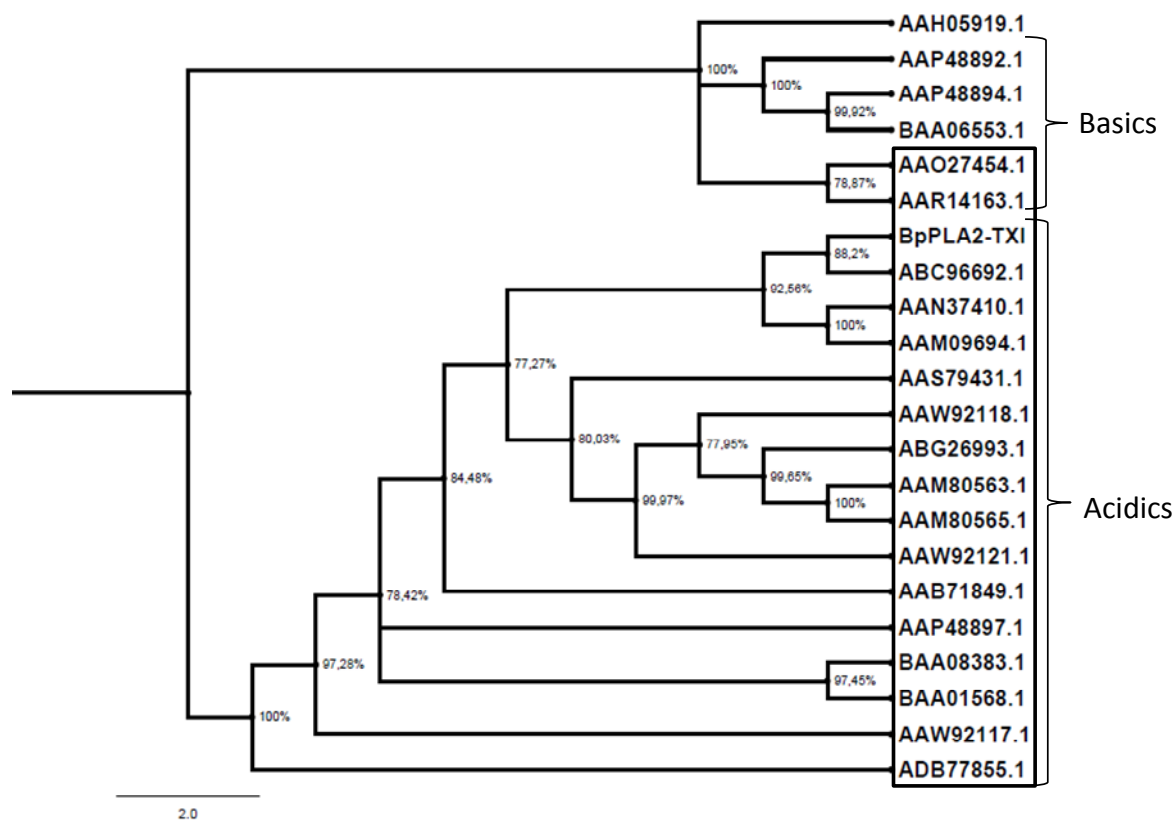 AAH05919.1
AAP48892.1
100%
100%
AAP48894.1
99,92%
BAA06553.1
Basics
AAO27454.1
78,87%
AAR14163.1
BpPLA2-TXI
88,2%
ABC96692.1
92,56%
AAN37410.1
100%
AAM09694.1
77,27%
AAS79431.1
AAW92118.1
80,03%
77,95%
ABG26993.1
99,65%
84,48%
AAM80563.1
99,97%
100%
Acidics
AAM80565.1
AAW92121.1
AAB71849.1
78,42%
AAP48897.1
97,28%
BAA08383.1
97,45%
BAA01568.1
100%
AAW92117.1
ADB77855.1
2.0